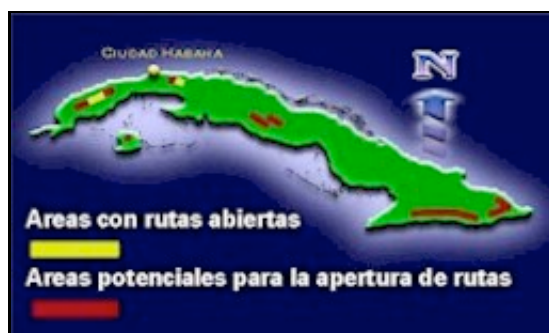 CIUDAD HABANA
N
Areas con rutas abiertas
Areas potenciales para la apertura de rutas